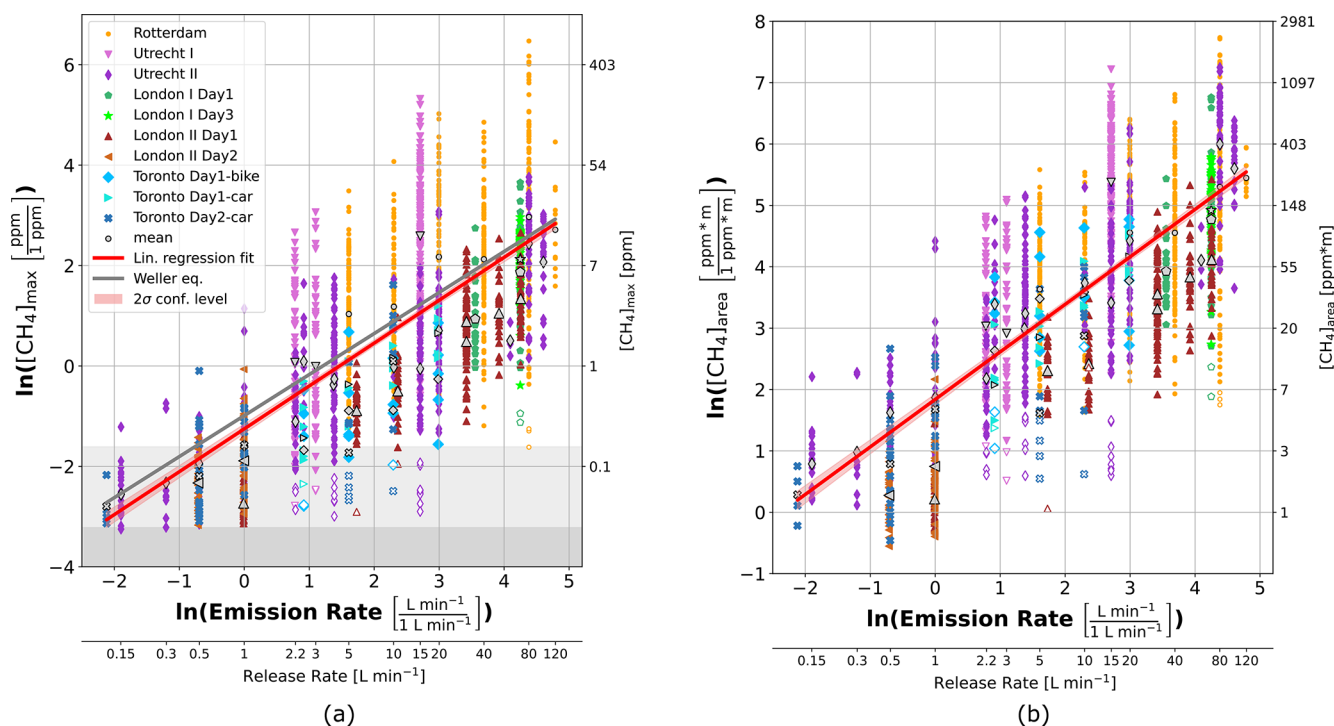 ln([CH₄]max [ppm / 1 ppm])
6
4
2
0
−2
−4
Rotterdam
Utrecht I
Utrecht II
London I Day1
London I Day3
London II Day1
London II Day2
Toronto Day1-bike
Toronto Day1-car
Toronto Day2-car
mean
Lin. regression fit
Weller eq.
2σ conf. level
403
54
7
1
0.1
[CH₄]max [ppm]
−2 −1 0 1 2 3 4 5
ln(Emission Rate [L min⁻¹ / 1 L min⁻¹])
0.15 0.3 0.5 1 2.2 3 5 10 15 20 40 80 120
Release Rate [L min⁻¹]
(a)
ln([CH₄]area [ppm*m / 1 ppm*m])
8
7
6
5
4
3
2
1
0
−1
2981
1097
403
148
55
20
7
3
1
[CH₄]area [ppm*m]
−2 −1 0 1 2 3 4 5
ln(Emission Rate [L min⁻¹ / 1 L min⁻¹])
0.15 0.3 0.5 1 2.2 3 5 10 15 20 40 80 120
Release Rate [L min⁻¹]
(b)